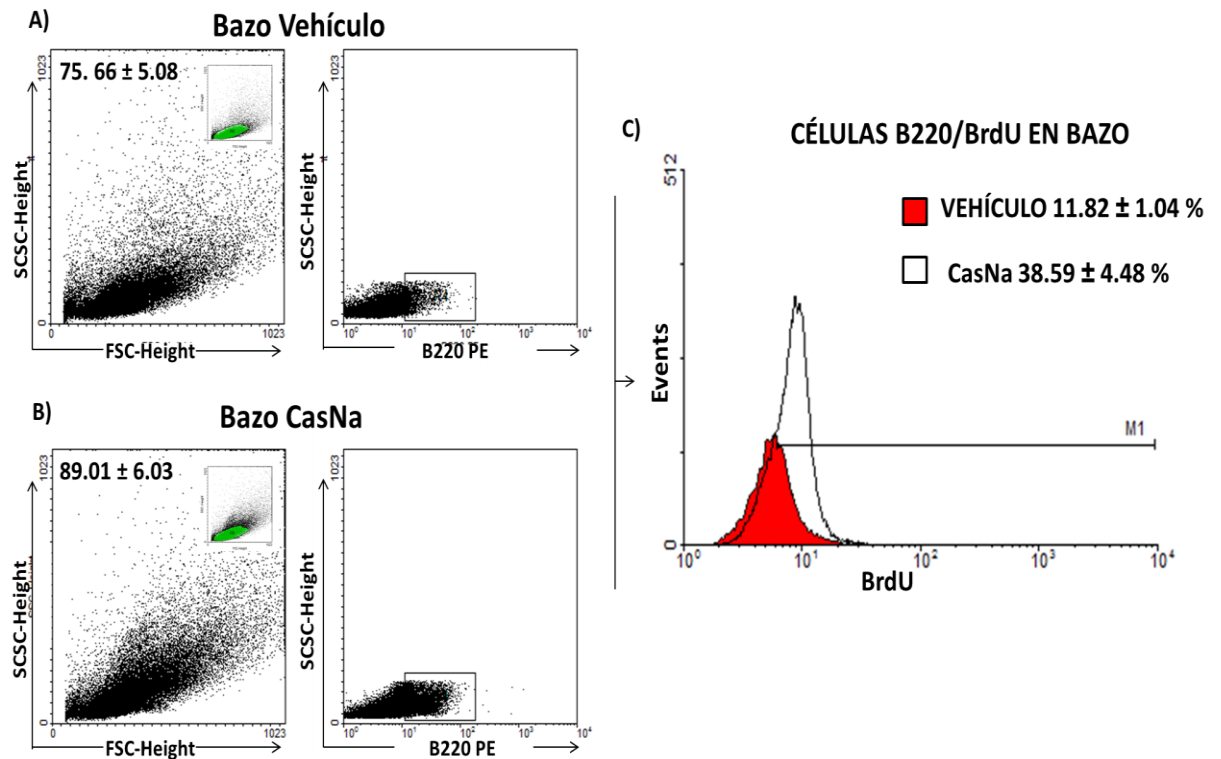 A)
Bazo Vehículo
75. 66 ± 5.08
1023
SCSC-Height
0
0
1023
FSC-Height
1023
SCSC-Height
0
10⁰ 10¹ 10² 10³ 10⁴
B220 PE
B)
Bazo CasNa
89.01 ± 6.03
1023
SCSC-Height
0
0
1023
FSC-Height
1023
SCSC-Height
0
10⁰ 10¹ 10² 10³ 10⁴
B220 PE
C)
CÉLULAS B220/BrdU EN BAZO
VEHÍCULO 11.82 ± 1.04 %
CasNa 38.59 ± 4.48 %
512
Events
0
M1
10⁰ 10¹ 10² 10³ 10⁴
BrdU